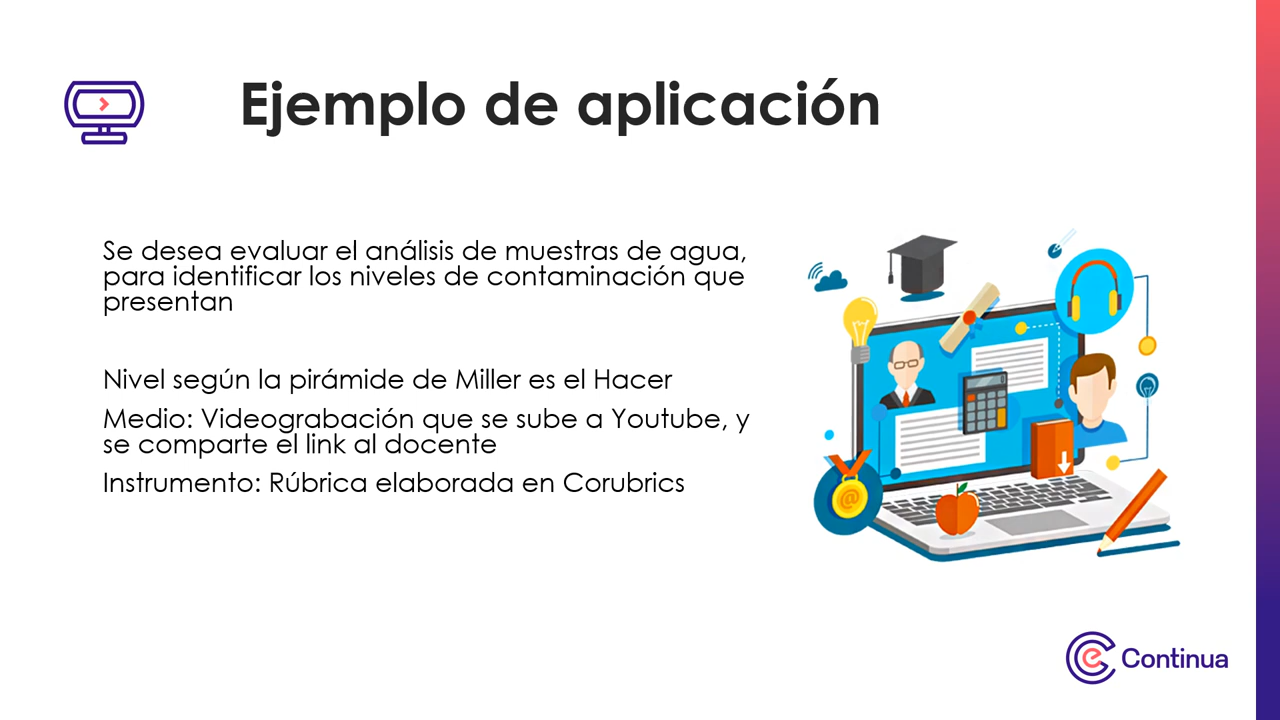 Ejemplo de aplicación
Se desea evaluar el análisis de muestras de agua,
para identificar los niveles de contaminación que
presentan
Nivel según la pirámide de Miller es el Hacer
Medio: Videograbación que se sube a Youtube, y
se comparte el link al docente
Instrumento: Rúbrica elaborada en Corubrics
@
e Continua